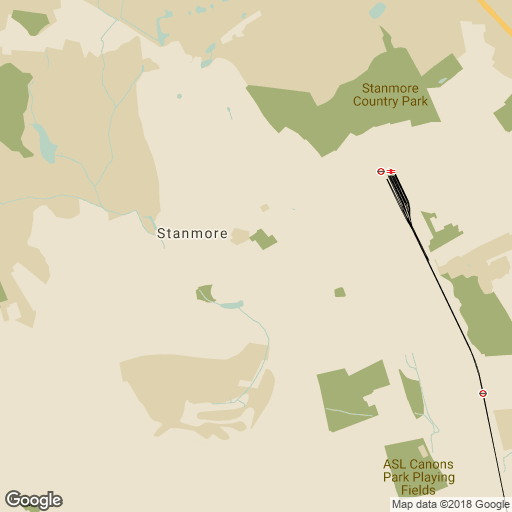 Stanmore
Country Park
Stanmore
ASL Canons
Park Playing
Fields
Google
Map data ©2018 Google